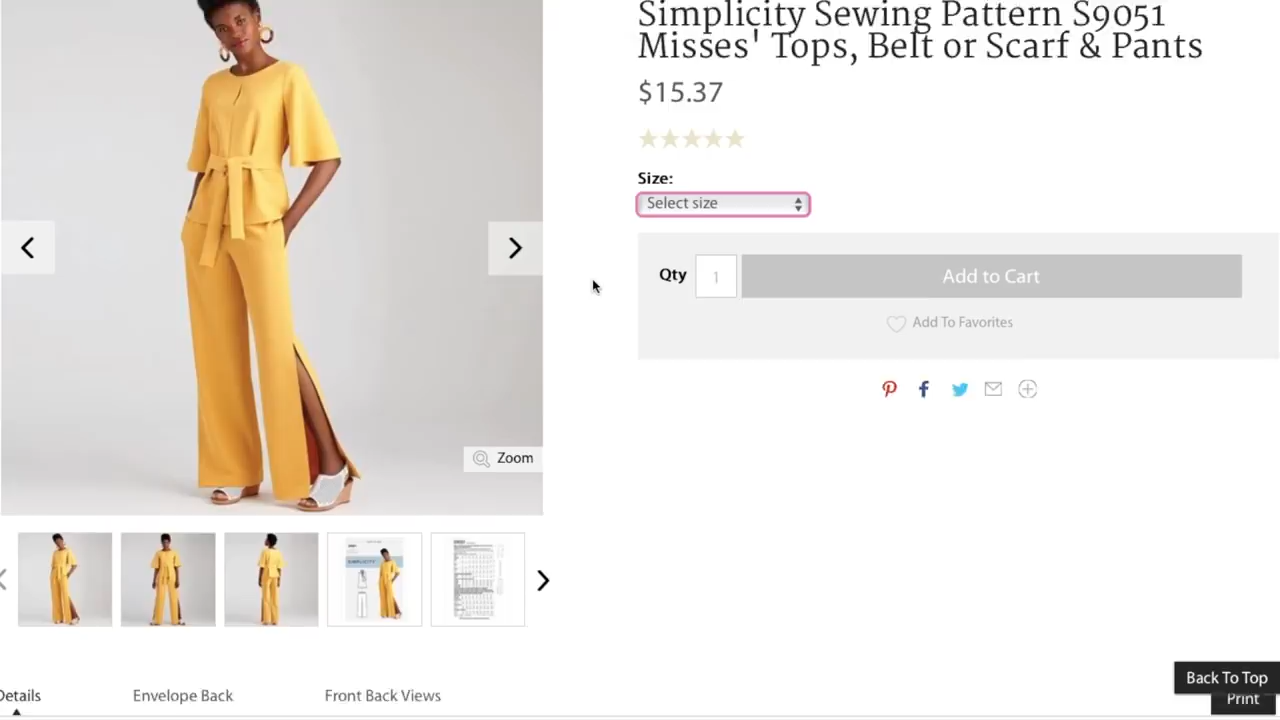 Simplicity Sewing Pattern S9051
Misses' Tops, Belt or Scarf & Pants
$15.37
Size:
Select size
Qty
1
Add to Cart
Add To Favorites
Zoom
SIMPLICITY
Details
Envelope Back
Front Back Views
Back To Top
Print